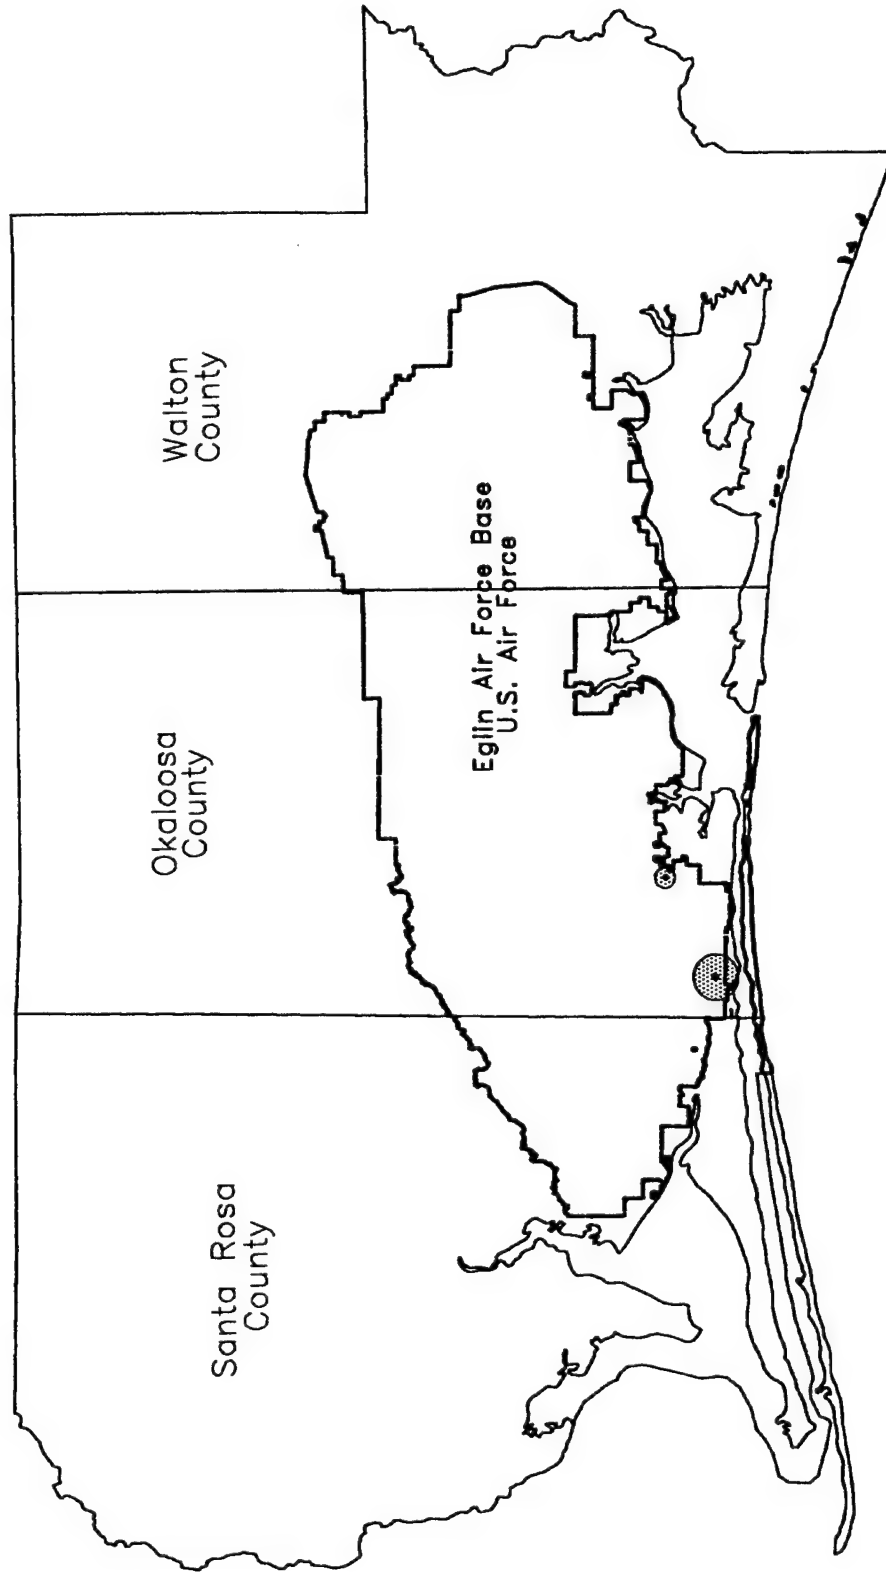 Santa Rosa
County
Okaloosa
County
Walton
County
Eglin Air Force Base
U.S. Air Force